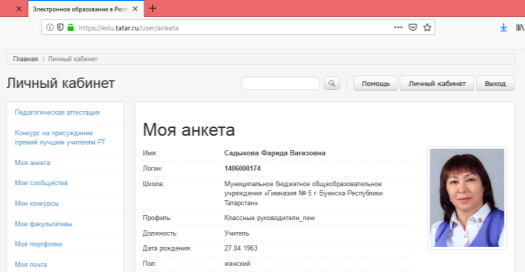 Электронное образование в Респу
https://edu.tatar.ru/user/anketa
Главная > Личный кабинет
Личный кабинет
Помощь
Личный кабинет
Выход
Педагогическая аттестация
Конкурс на присуждение
премий лучшим учителям РТ
Моя анкета
Мои сообщества
Мои конкурсы
Мои факультативы
Моё портфолио
Моя почта
Моя анкета
Имя: Садыкова Фарида Вагизовна
Логин: 1406000174
Школа: Муниципальное бюджетное общеобразовательное
учреждение «Гимназия № 5 г. Буинска Республики
Татарстан»
Профиль: Классные руководители_new
Должность: Учитель
Дата рождения: 27.04.1963
Пол: женский